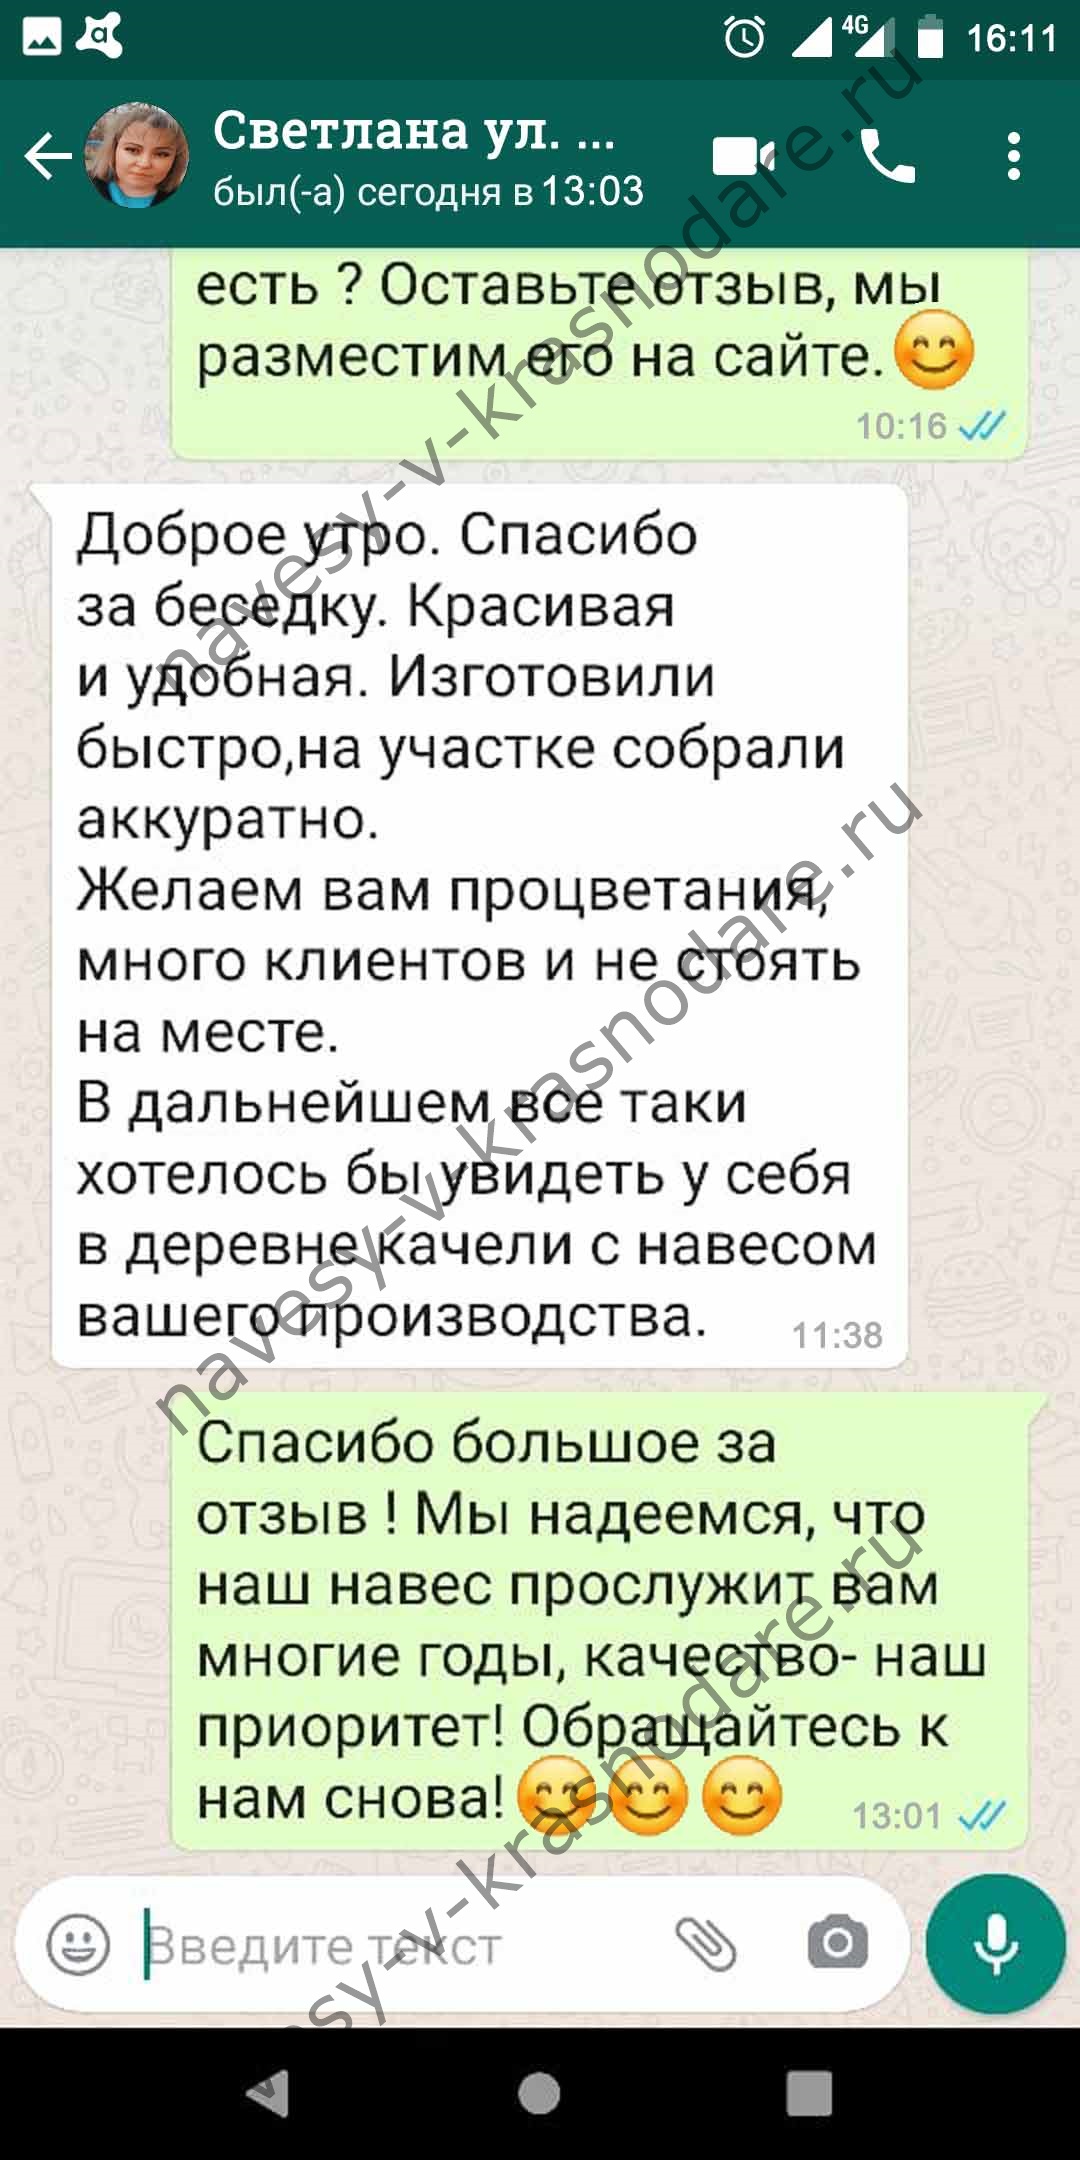 4G 16:11
Светлана ул. ...
был(-а) сегодня в 13:03
есть ? Оставьте отзыв, мы
разместим его на сайте.😊
10:16
Доброе утро. Спасибо
за беседку. Красивая
и удобная. Изготовили
быстро,на участке собрали
аккуратно.
Желаем вам процветания,
много клиентов и не стоять
на месте.
В дальнейшем все таки
хотелось бы увидеть у себя
в деревне качели с навесом
вашего производства.
11:38
Спасибо большое за
отзыв ! Мы надеемся, что
наш навес прослужит вам
многие годы, качество- наш
приоритет! Обращайтесь к
нам снова!😊😊😊
13:01
Введите текст
navesy-v-krasnodare.ru
navesy-v-krasnodare.ru
navesy-v-krasnodare.ru